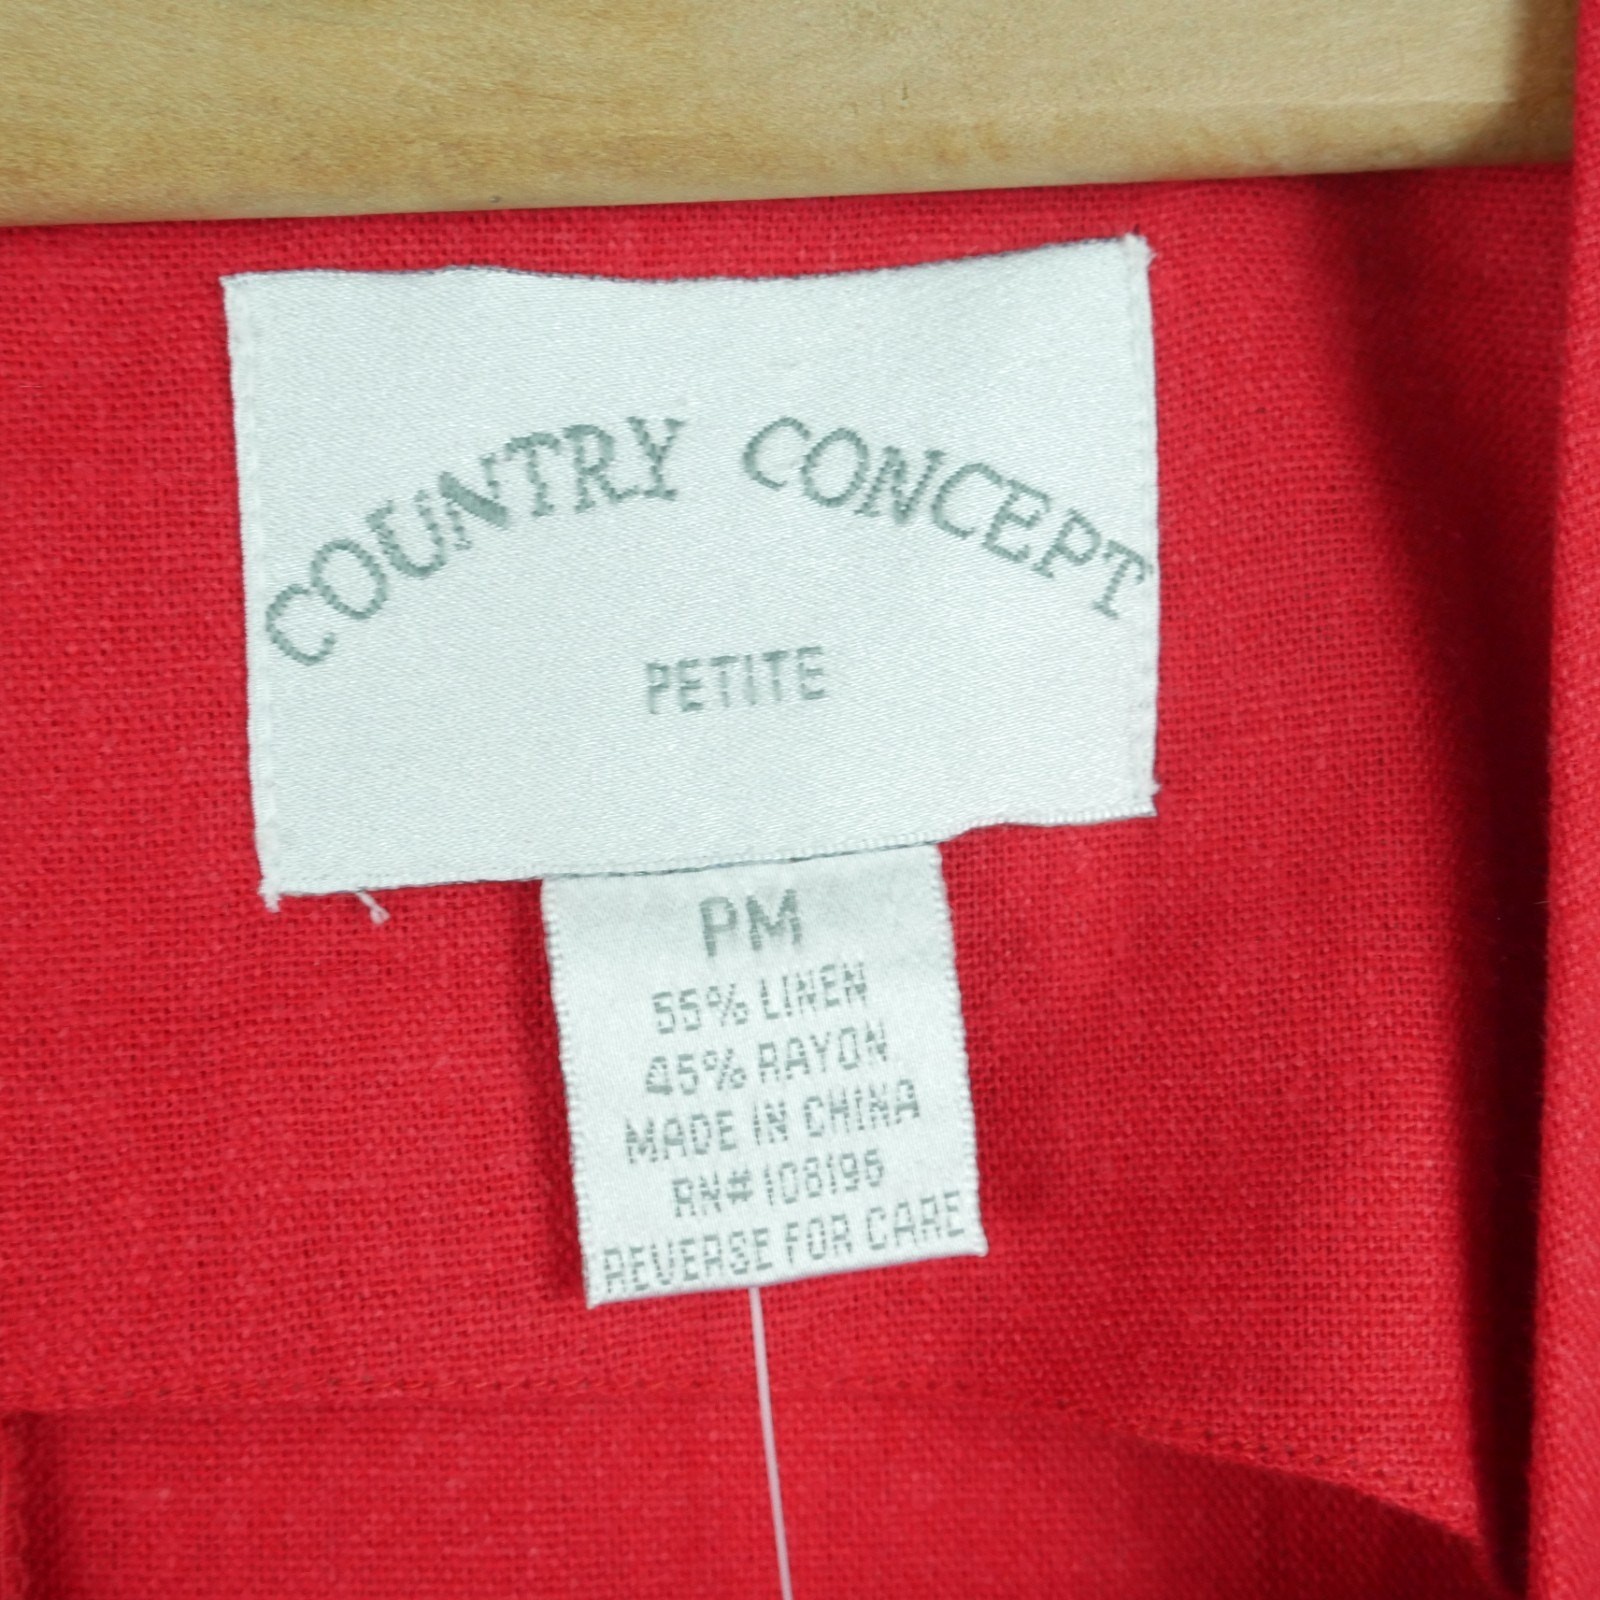 COUNTRY CONCEPT
PETITE
PM
55% LINEN
45% RAYON
MADE IN CHINA
RN# 108196
REVERSE FOR CARE